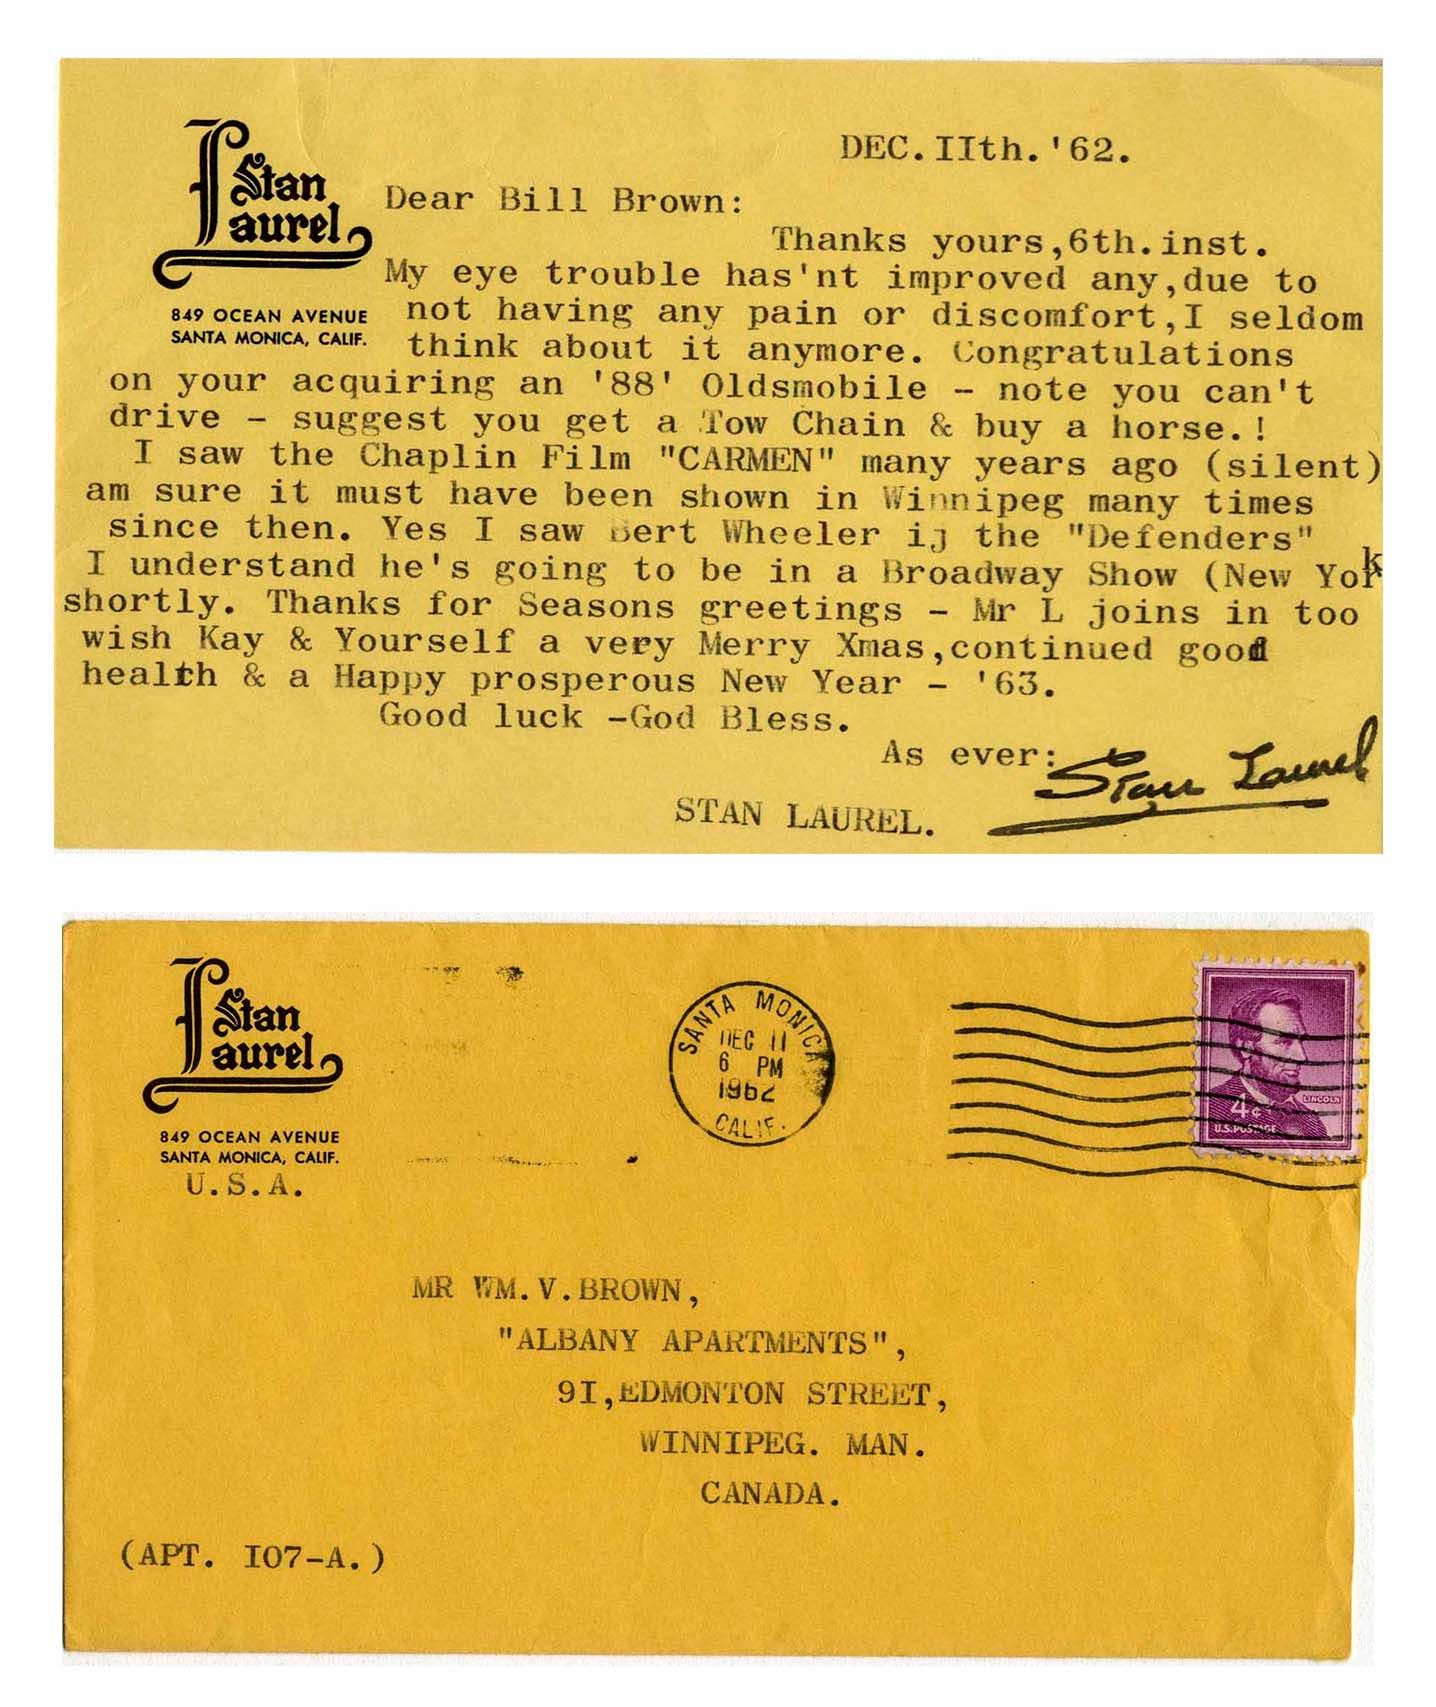 Stan
Laurel
849 OCEAN AVENUE
SANTA MONICA, CALIF.
DEC.IIth.'62.
Dear Bill Brown:
Thanks yours,6th.inst.
My eye trouble has'nt improved any,due to
not having any pain or discomfort,I seldom
think about it anymore. Congratulations
on your acquiring an '88' Oldsmobile - note you can't
drive - suggest you get a Tow Chain & buy a horse.!
I saw the Chaplin Film "CARMEN" many years ago (silent)
am sure it must have been shown in Winnipeg many times
since then. Yes I saw Bert Wheeler ij the "Defenders"
I understand he's going to be in a Broadway Show (New York
shortly. Thanks for Seasons greetings - Mr L joins in too
wish Kay & Yourself a very Merry Xmas,continued good
health & a Happy prosperous New Year - '63.
Good luck -God Bless.
As ever:
Stan Laurel
STAN LAUREL.
Stan
Laurel
849 OCEAN AVENUE
SANTA MONICA, CALIF.
U.S.A.
SANTA MONICA
DEC 11
6 PM
1962
CALIF.
LINCOLN
4¢
U.S.POSTAGE
MR WM.V.BROWN,
"ALBANY APARTMENTS",
9I,EDMONTON STREET,
WINNIPEG. MAN.
CANADA.
(APT. IO7-A.)